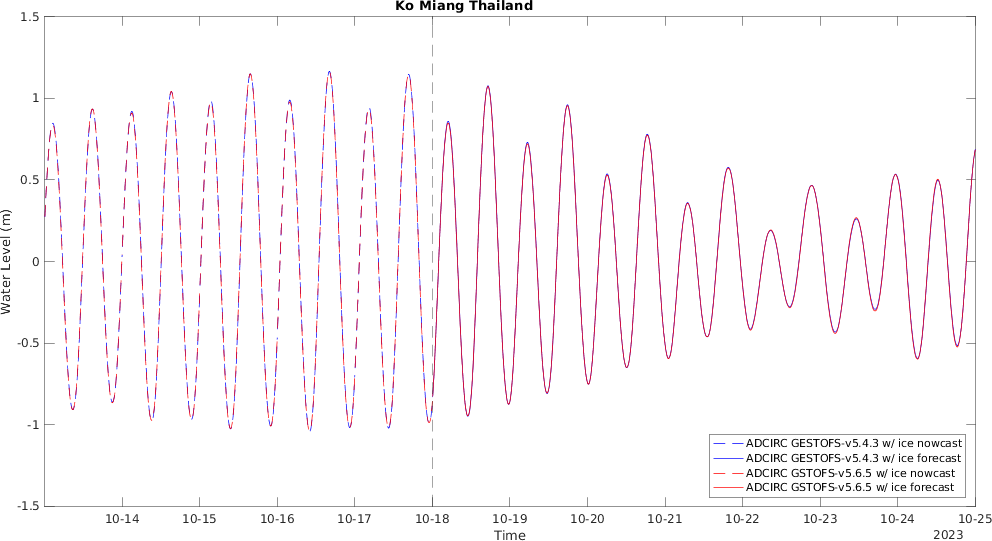 Ko Miang Thailand
1.5
1
0.5
0
-0.5
-1
-1.5
Water Level (m)
10-14 10-15 10-16 10-17 10-18 10-19 10-20 10-21 10-22 10-23 10-24 10-25
Time
2023
ADCIRC GESTOFS-v5.4.3 w/ ice nowcast
ADCIRC GESTOFS-v5.4.3 w/ ice forecast
ADCIRC GSTOFS-v5.6.5 w/ ice nowcast
ADCIRC GSTOFS-v5.6.5 w/ ice forecast